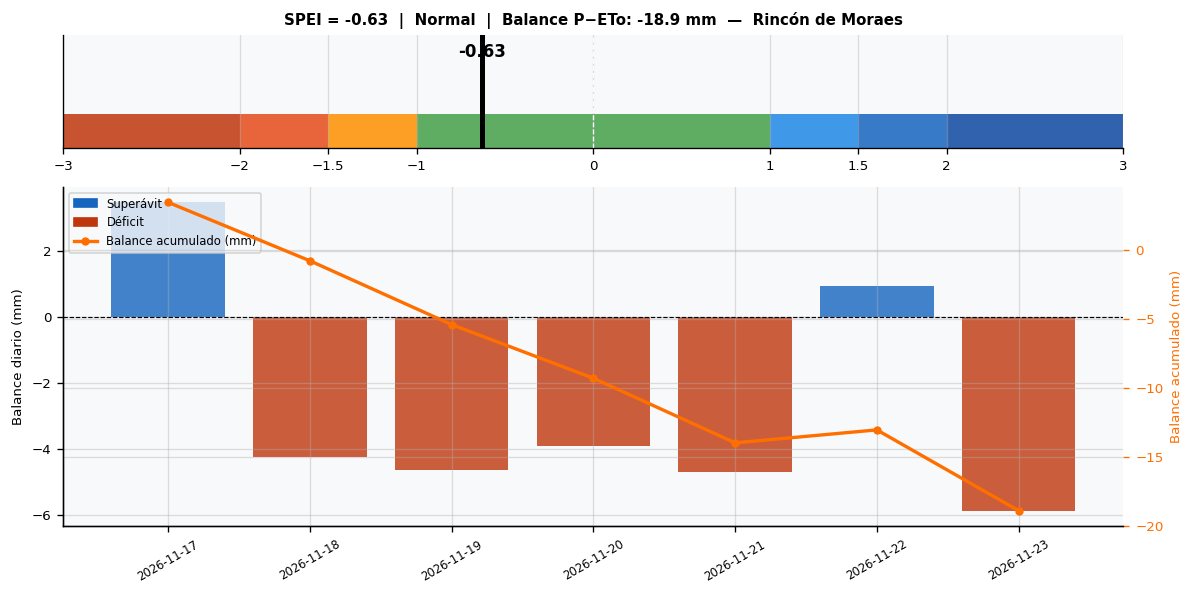 SPEI = -0.63  |  Normal  |  Balance P−ETo: -18.9 mm  —  Rincón de Moraes
-0.63
−3 −2 −1.5 −1 0 1 1.5 2 3
Superávit
Déficit
Balance acumulado (mm)
Balance diario (mm)
2
0
−2
−4
−6
0
−5
−10
−15
−20
Balance acumulado (mm)
2026-11-17 2026-11-18 2026-11-19 2026-11-20 2026-11-21 2026-11-22 2026-11-23